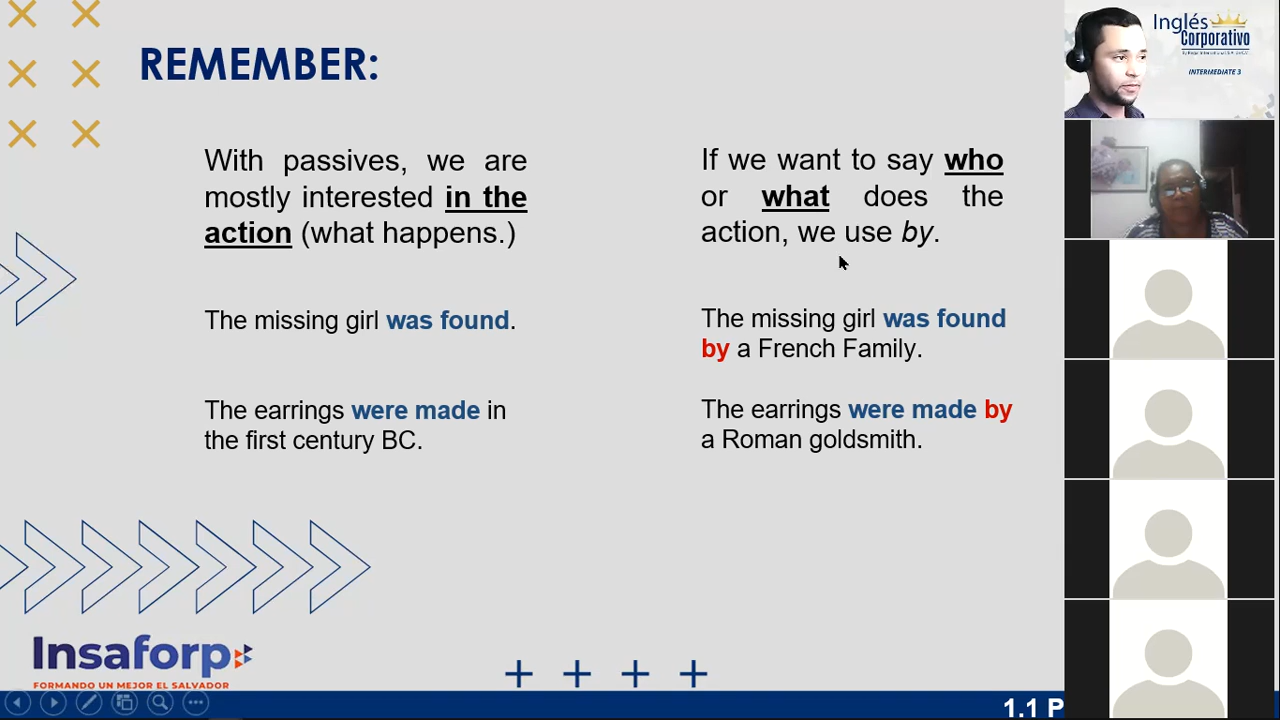 REMEMBER:
With passives, we are
mostly interested in the
action (what happens.)
The missing girl was found.
The earrings were made in
the first century BC.
If we want to say who
or what does the
action, we use by.
The missing girl was found
by a French Family.
The earrings were made by
a Roman goldsmith.
Insaforp
FORMANDO UN MEJOR EL SALVADOR
1.1 P
Inglés
Corporativo
INTERMEDIATE 3